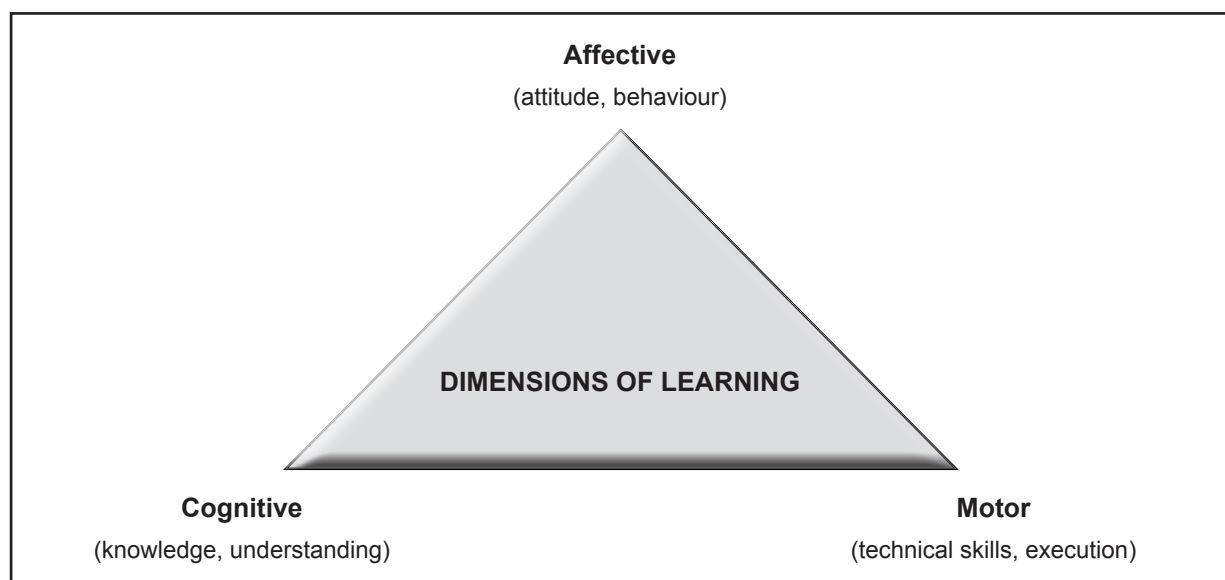 Affective
(attitude, behaviour)
DIMENSIONS OF LEARNING
Cognitive
(knowledge, understanding)
Motor
(technical skills, execution)